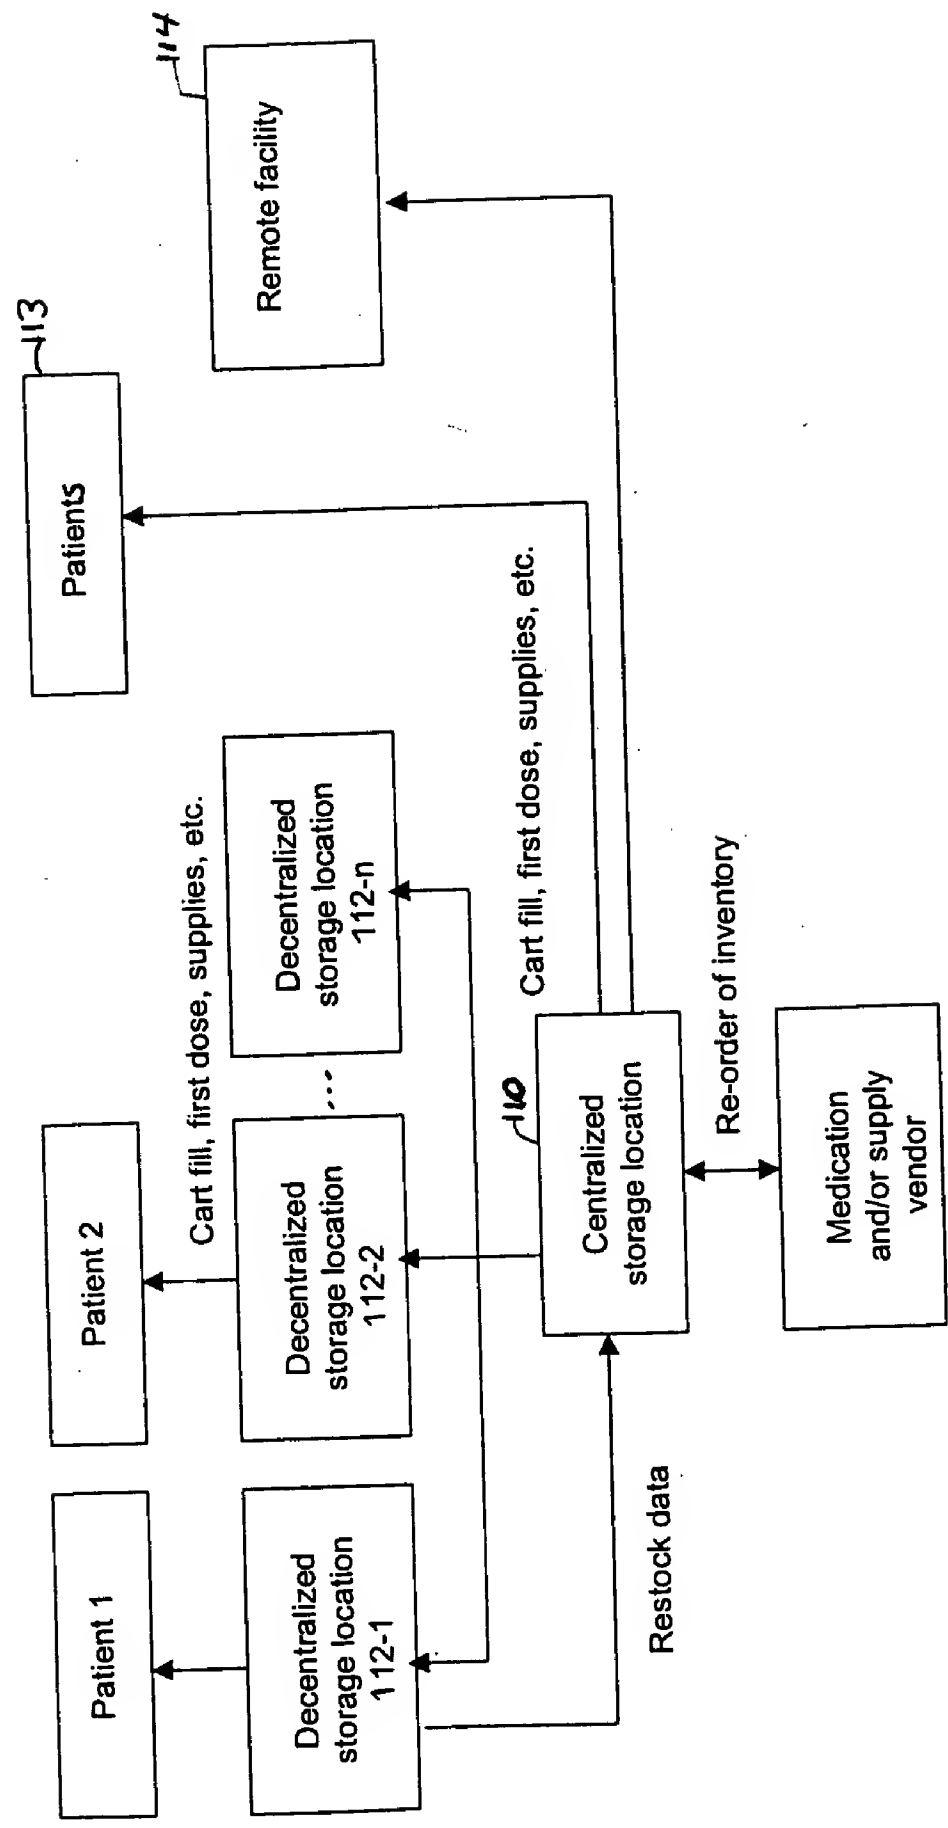 Patient 1
Patient 2
Patients
113
Cart fill, first dose, supplies, etc.
Decentralized
storage location
112-1
Decentralized
storage location
112-2
...
Decentralized
storage location
112-n
Remote facility
114
Cart fill, first dose, supplies, etc.
110
Centralized
storage location
Restock data
Re-order of inventory
Medication
and/or supply
vendor